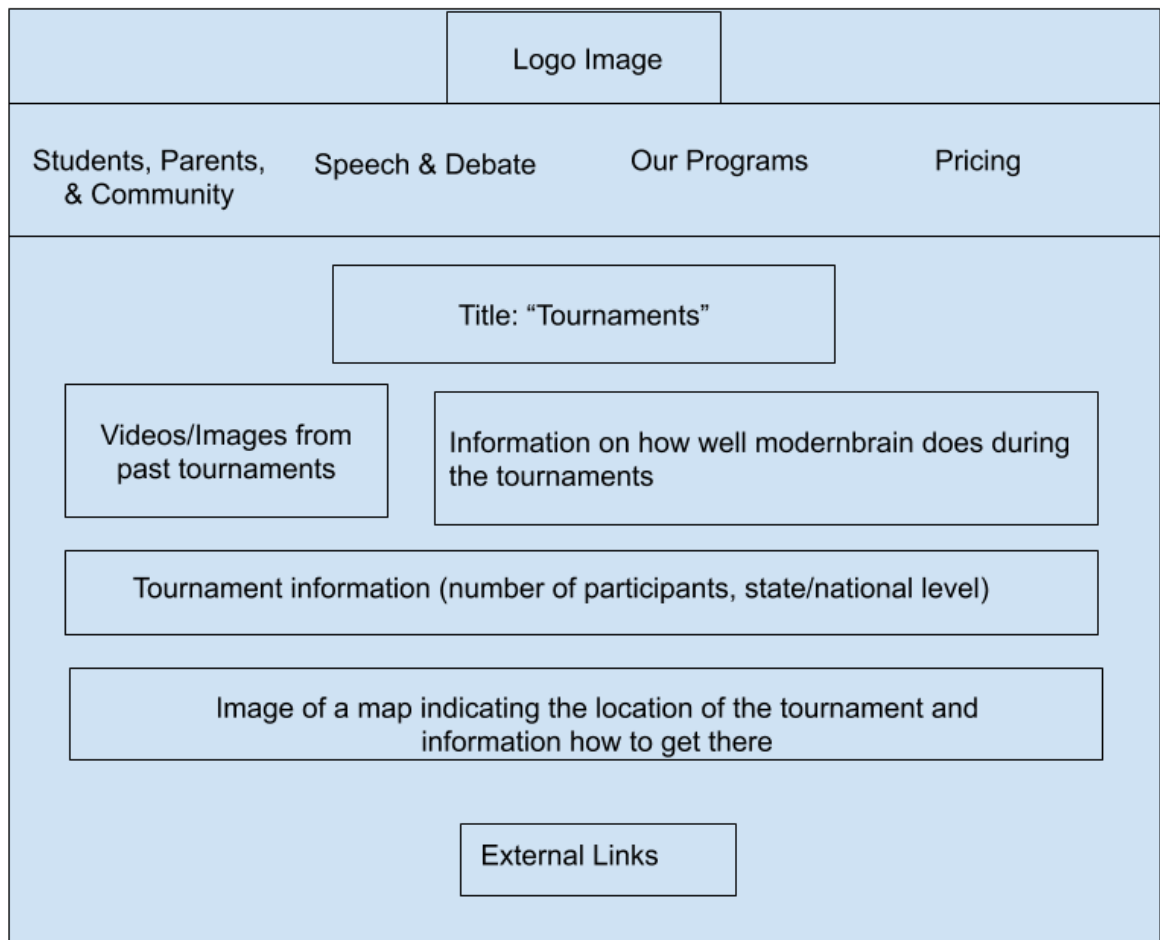 Logo Image
Students, Parents,
& Community
Speech & Debate
Our Programs
Pricing
Title: “Tournaments”
Videos/Images from
past tournaments
Information on how well modernbrain does during
the tournaments
Tournament information (number of participants, state/national level)
Image of a map indicating the location of the tournament and
information how to get there
External Links